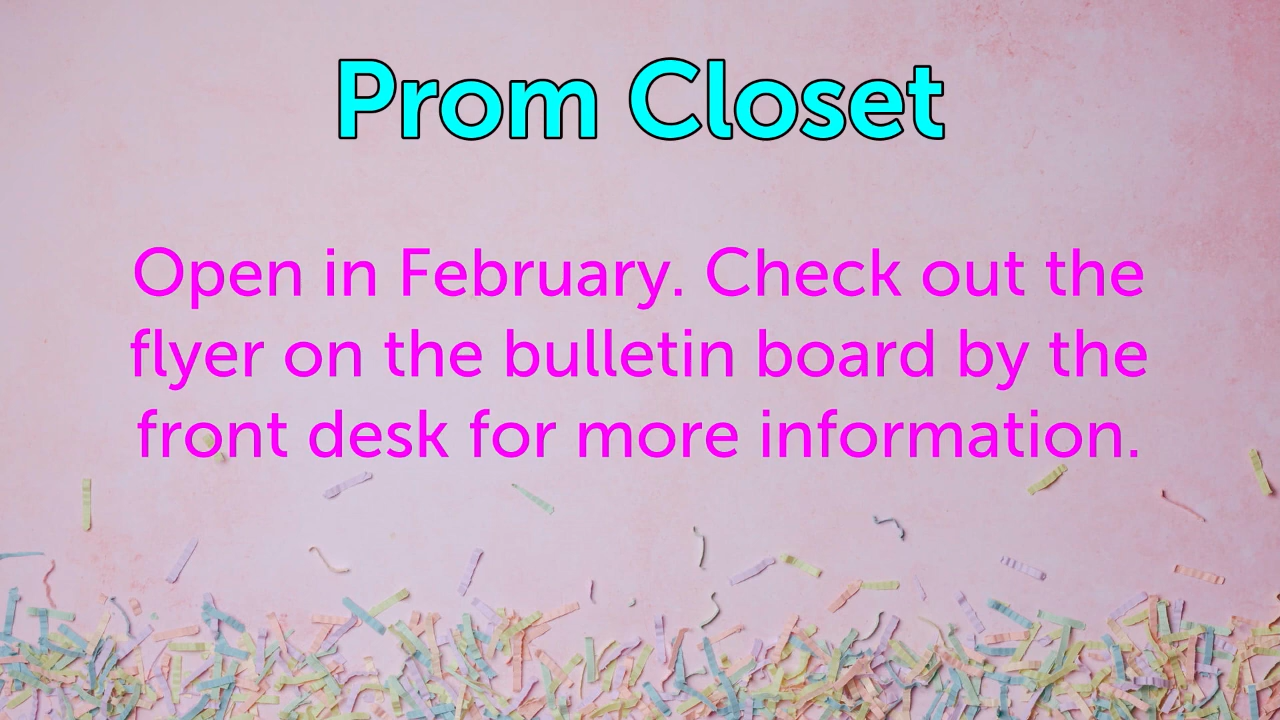 Prom Closet
Open in February. Check out the
flyer on the bulletin board by the
front desk for more information.